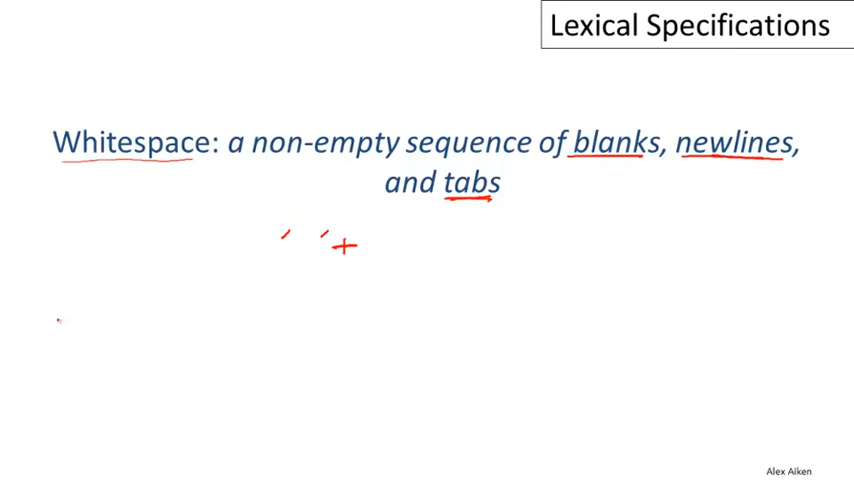 Lexical Specifications
Whitespace: a non-empty sequence of blanks, newlines,
and tabs
' ' +
Alex Aiken